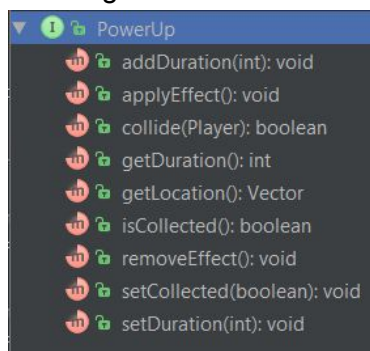 PowerUp
addDuration(int): void
applyEffect(): void
collide(Player): boolean
getDuration(): int
getLocation(): Vector
isCollected(): boolean
removeEffect(): void
setCollected(boolean): void
setDuration(int): void